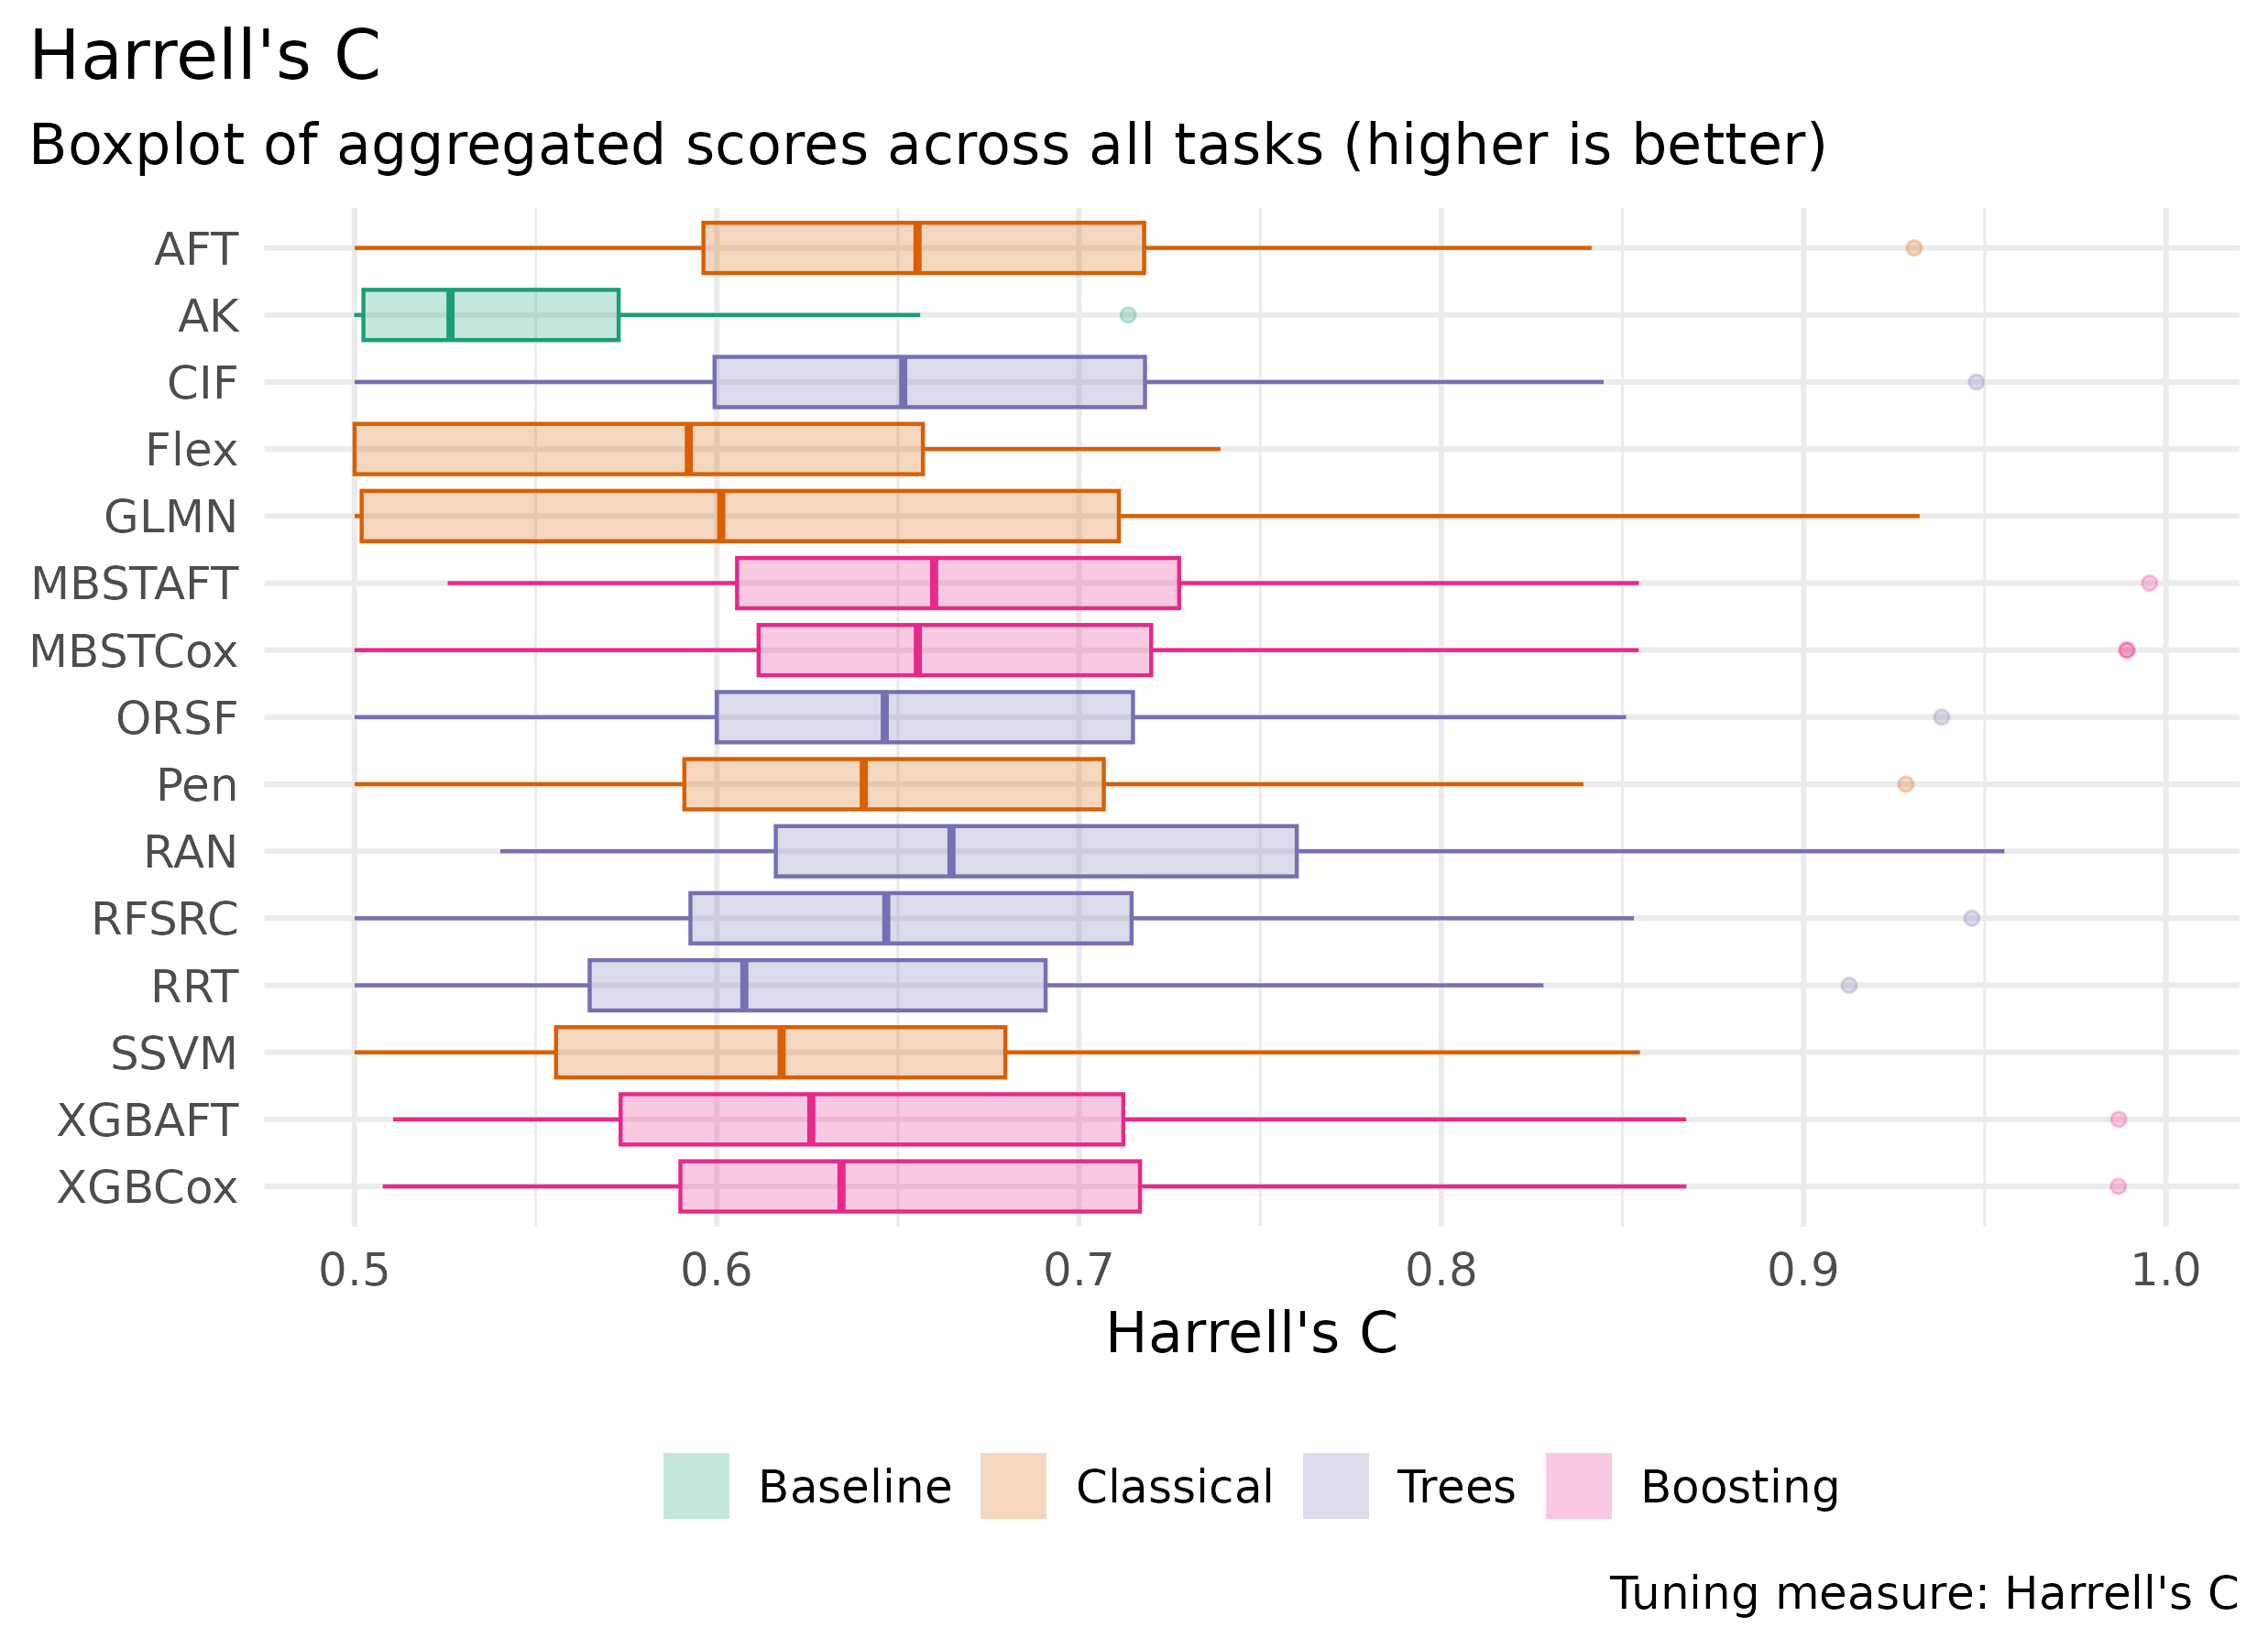 Harrell's C
Boxplot of aggregated scores across all tasks (higher is better)
AFT
AK
CIF
Flex
GLMN
MBSTAFT
MBSTCox
ORSF
Pen
RAN
RFSRC
RRT
SSVM
XGBAFT
XGBCox
0.5 0.6 0.7 0.8 0.9 1.0
Harrell's C
Baseline Classical Trees Boosting
Tuning measure: Harrell's C